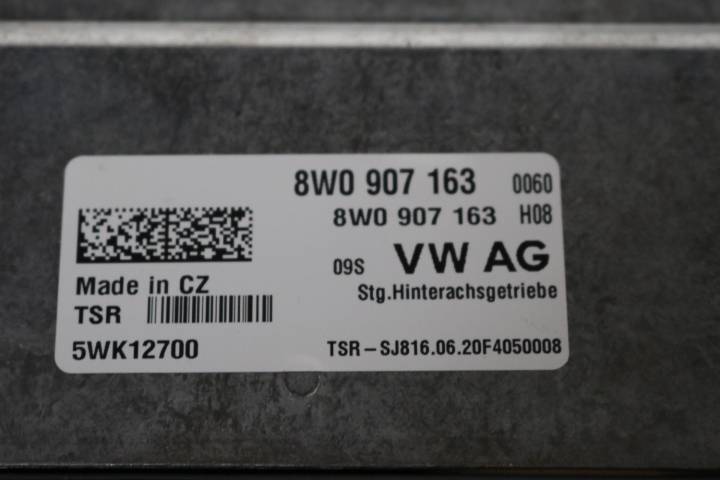 8W0 907 163 0060
8W0 907 163 H08
09S VW AG
Made in CZ
Stg.Hinterachsgetriebe
TSR
5WK12700
TSR-SJ816.06.20F4050008